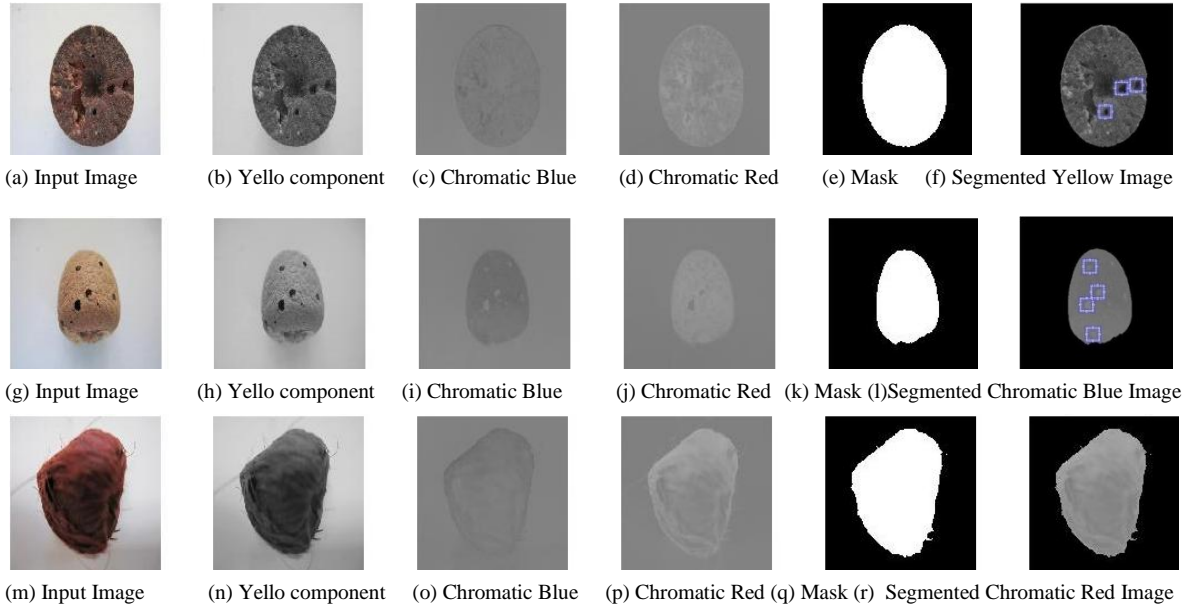 (a) Input Image (b) Yello component (c) Chromatic Blue (d) Chromatic Red (e) Mask (f) Segmented Yellow Image
(g) Input Image (h) Yello component (i) Chromatic Blue (j) Chromatic Red (k) Mask (l)Segmented Chromatic Blue Image
(m) Input Image (n) Yello component (o) Chromatic Blue (p) Chromatic Red (q) Mask (r) Segmented Chromatic Red Image